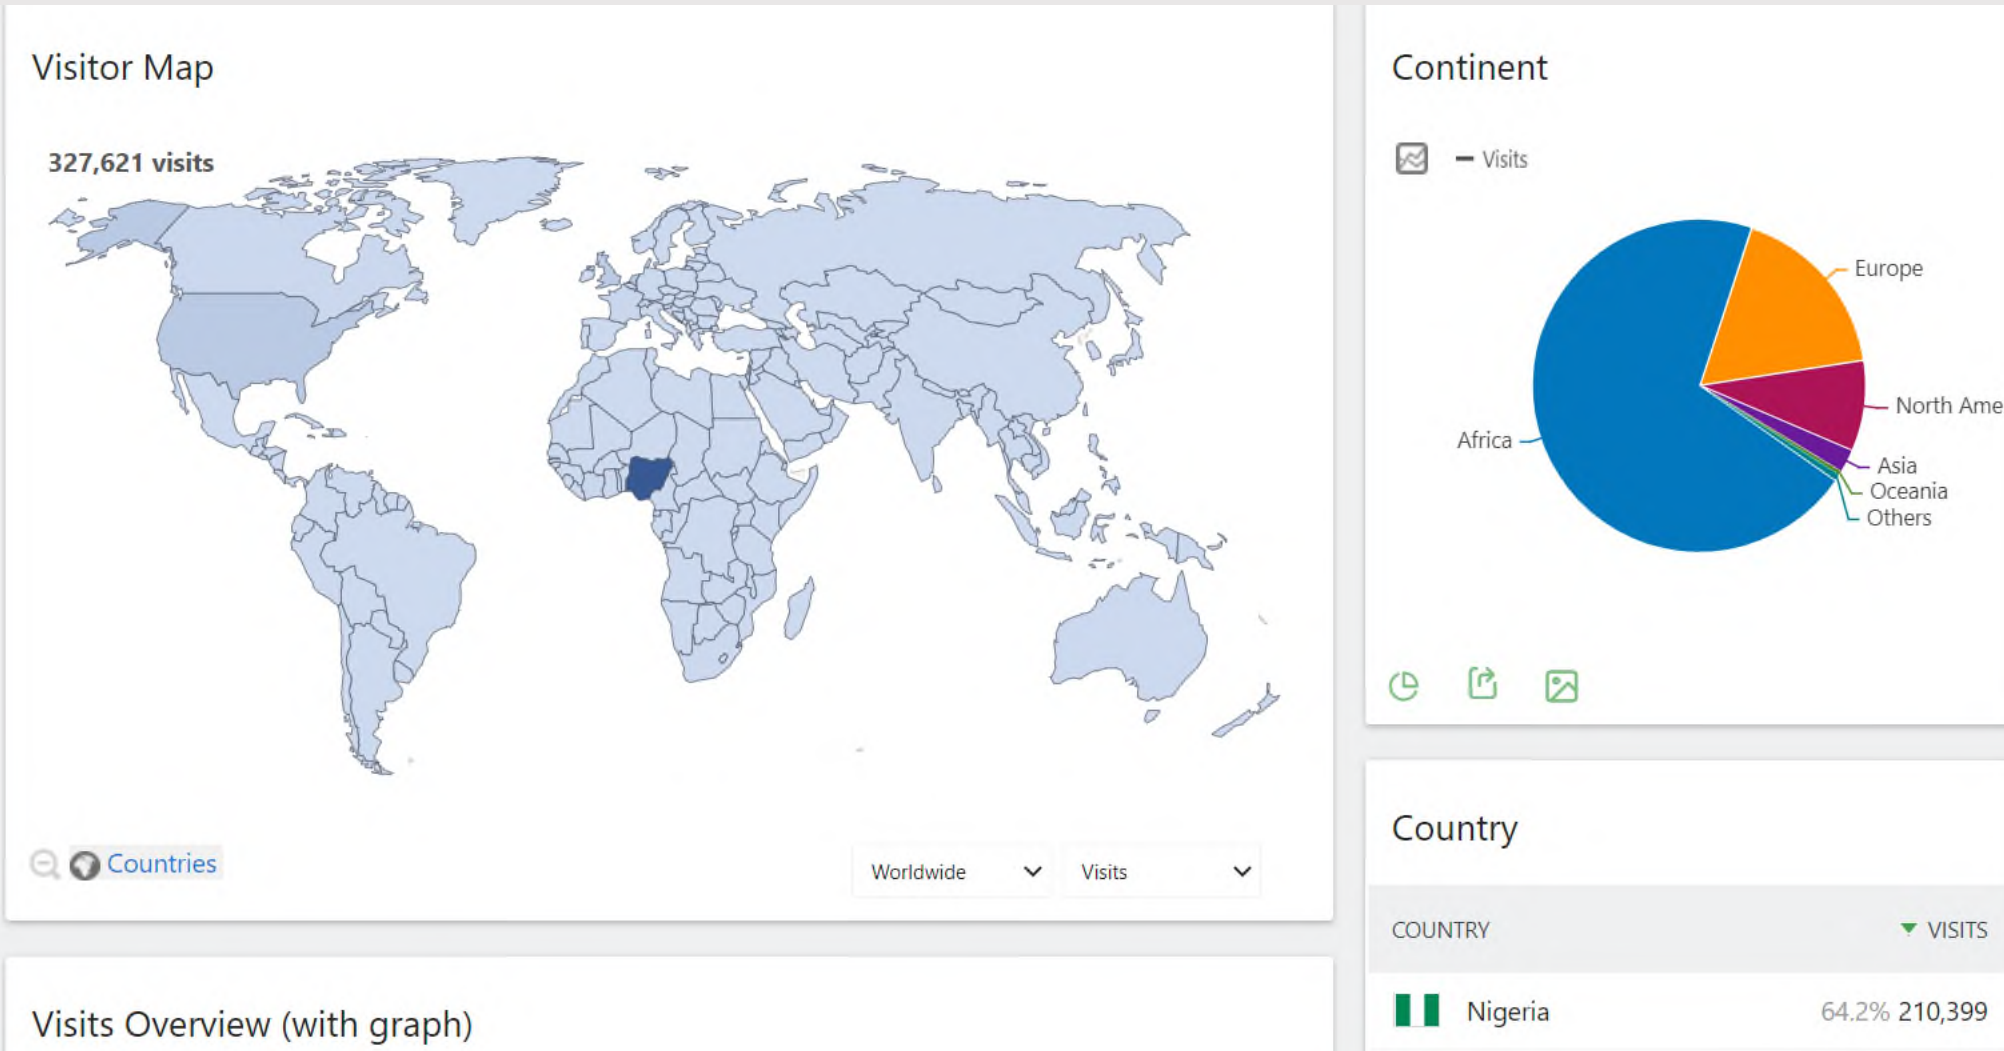 Visitor Map
327,621 visits
Countries
Worldwide
Visits
Visits Overview (with graph)
Continent
Visits
Europe
North Ame
Africa
Asia
Oceania
Others
Country
COUNTRY VISITS
Nigeria 64.2% 210,399